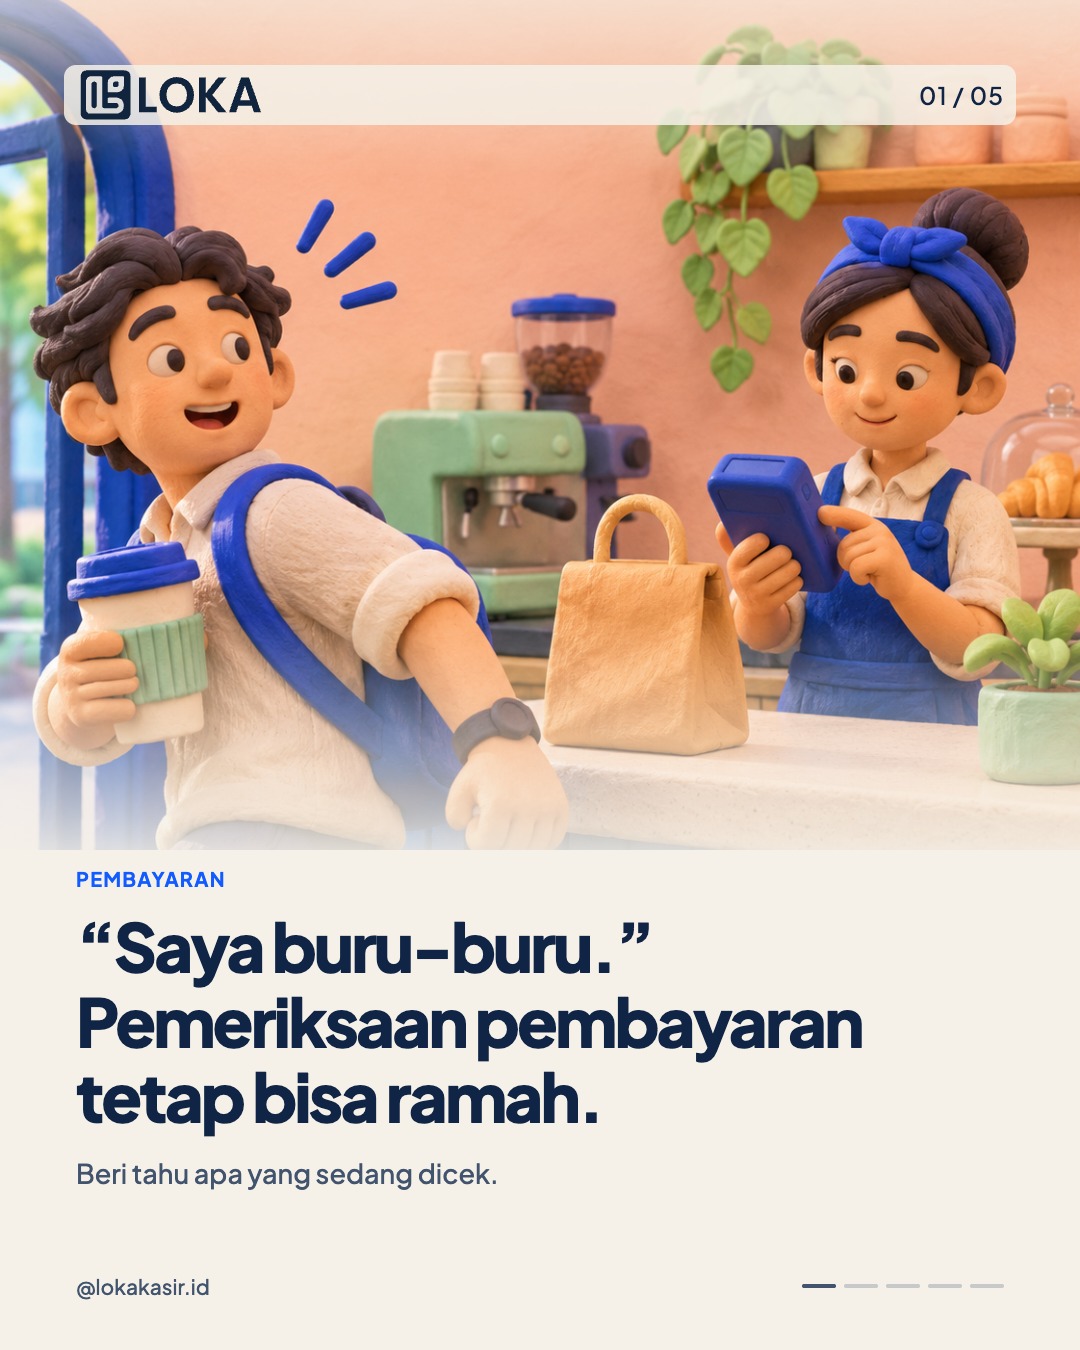 LOKA
01 / 05
PEMBAYARAN
“Saya buru–buru.”
Pemeriksaan pembayaran
tetap bisa ramah.
Beri tahu apa yang sedang dicek.
@lokakasir.id